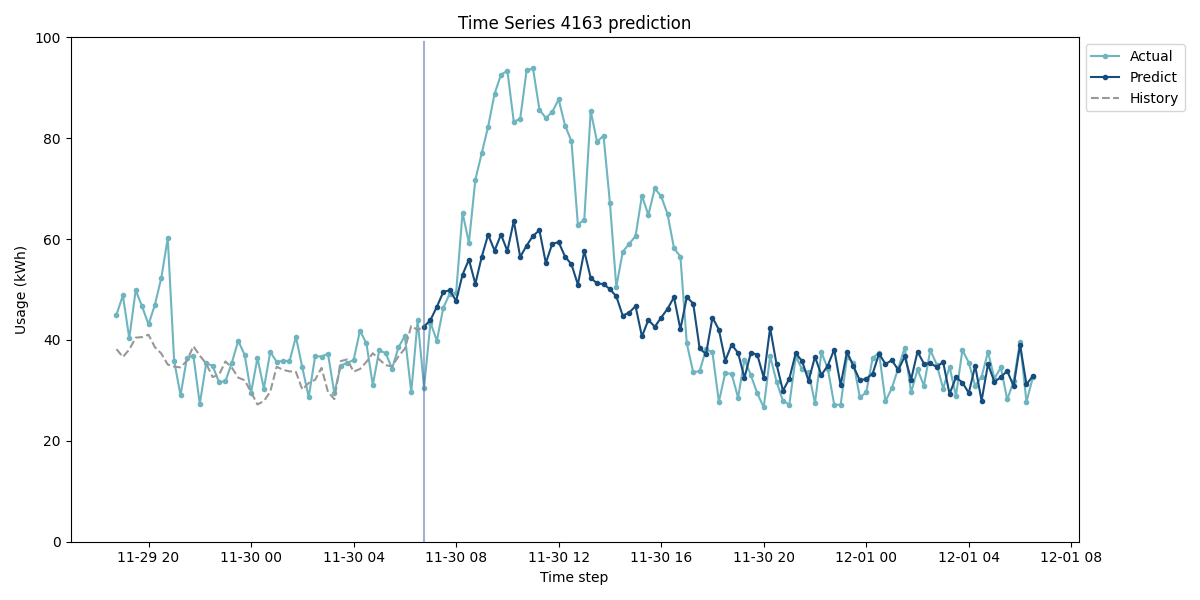 Time Series 4163 prediction
100
80
60
40
20
0
Usage (kWh)
11-29 20
11-30 00
11-30 04
11-30 08
11-30 12
11-30 16
11-30 20
12-01 00
12-01 04
12-01 08
Time step
Actual
Predict
History